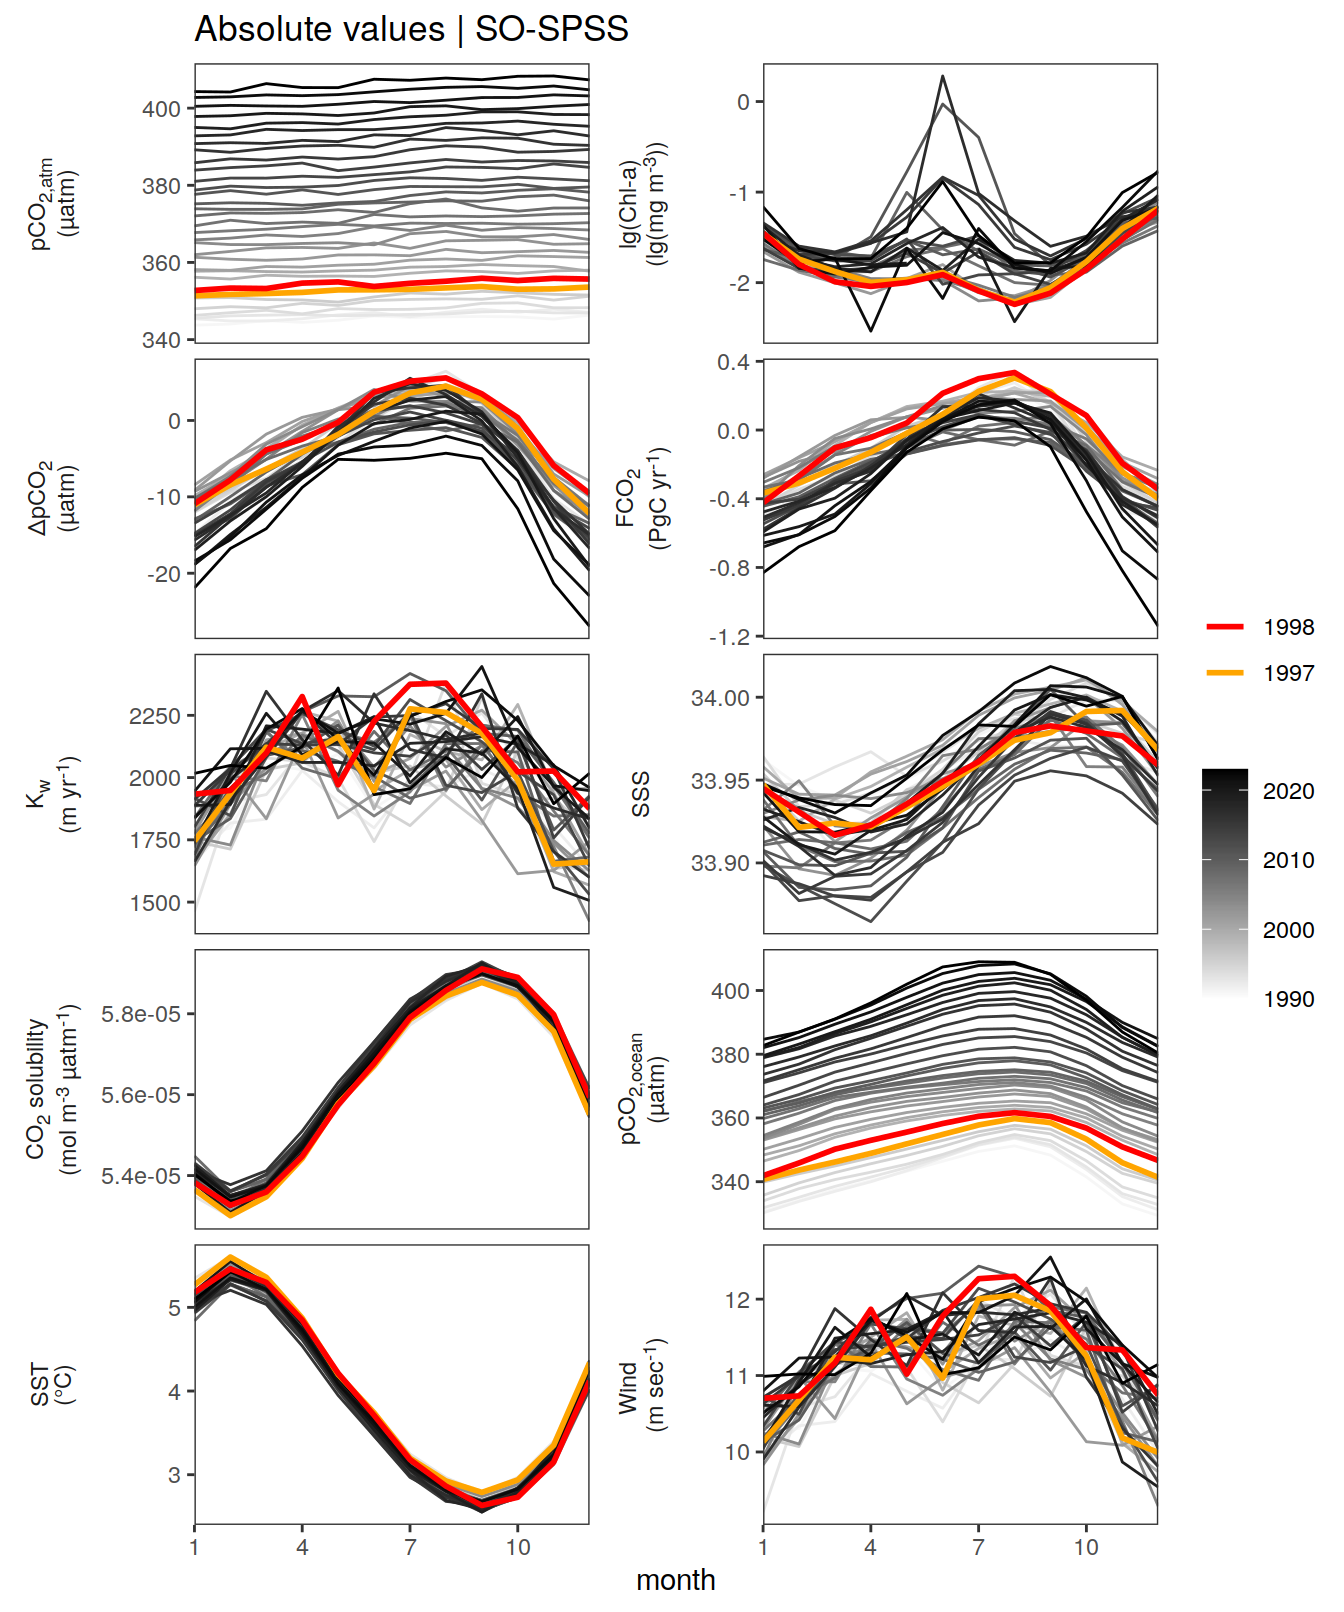 Absolute values | SO-SPSS
pCO2,atm
(µatm)
400
380
360
340
lg(Chl-a)
(lg(mg m-3))
0
-1
-2
ΔpCO2
(µatm)
0
-10
-20
FCO2
(PgC yr-1)
0.4
0.0
-0.4
-0.8
-1.2
Kw
(m yr-1)
2250
2000
1750
1500
SSS
34.00
33.95
33.90
CO2 solubility
(mol m-3 µatm-1)
5.8e-05
5.6e-05
5.4e-05
pCO2,ocean
(µatm)
400
380
360
340
SST
(°C)
5
4
3
Wind
(m sec-1)
12
11
10
1 4 7 10
1 4 7 10
month
1998
1997
2020
2010
2000
1990